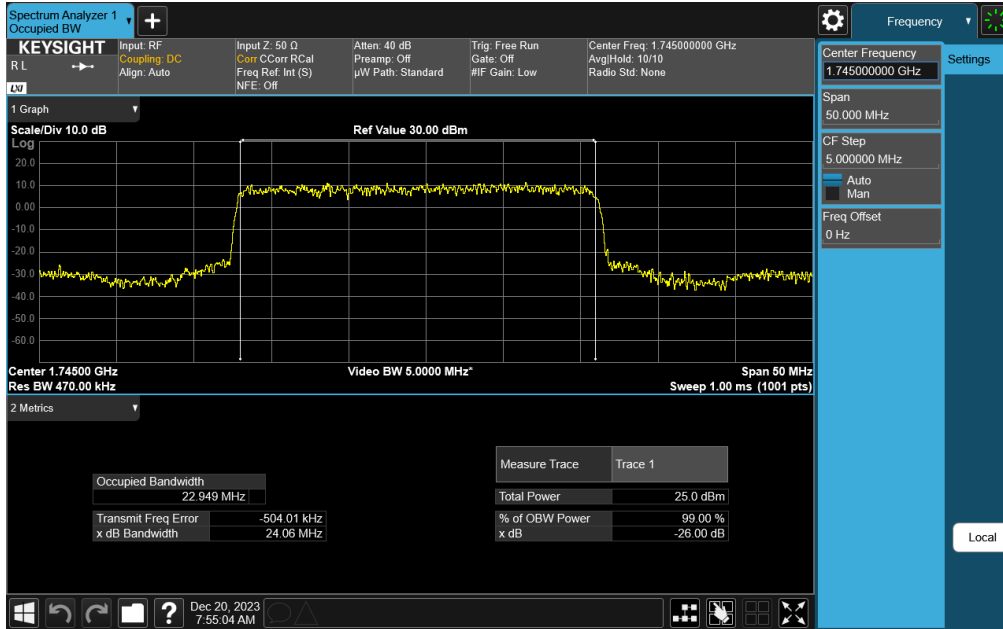 Spectrum Analyzer 1
Occupied BW
Frequency
KEYSIGHT
R L
LXI
Input: RF
Coupling: DC
Align: Auto
Input Z: 50 Ω
Corr CCorr RCal
Freq Ref: Int (S)
NFE: Off
Atten: 40 dB
Preamp: Off
µW Path: Standard
Trig: Free Run
Gate: Off
#IF Gain: Low
Center Freq: 1.745000000 GHz
Avg|Hold: 10/10
Radio Std: None
Center Frequency
1.745000000 GHz
Settings
Span
50.000 MHz
CF Step
5.000000 MHz
Auto
Man
Freq Offset
0 Hz
Local
1 Graph
Scale/Div 10.0 dB
Ref Value 30.00 dBm
Log
20.0
10.0
0.00
-10.0
-20.0
-30.0
-40.0
-50.0
-60.0
Center 1.74500 GHz
Video BW 5.0000 MHz*
Span 50 MHz
Res BW 470.00 kHz
Sweep 1.00 ms (1001 pts)
2 Metrics
Occupied Bandwidth
22.949 MHz
Transmit Freq Error -504.01 kHz
x dB Bandwidth 24.06 MHz
Measure Trace Trace 1
Total Power 25.0 dBm
% of OBW Power 99.00 %
x dB -26.00 dB
?
Dec 20, 2023
7:55:04 AM